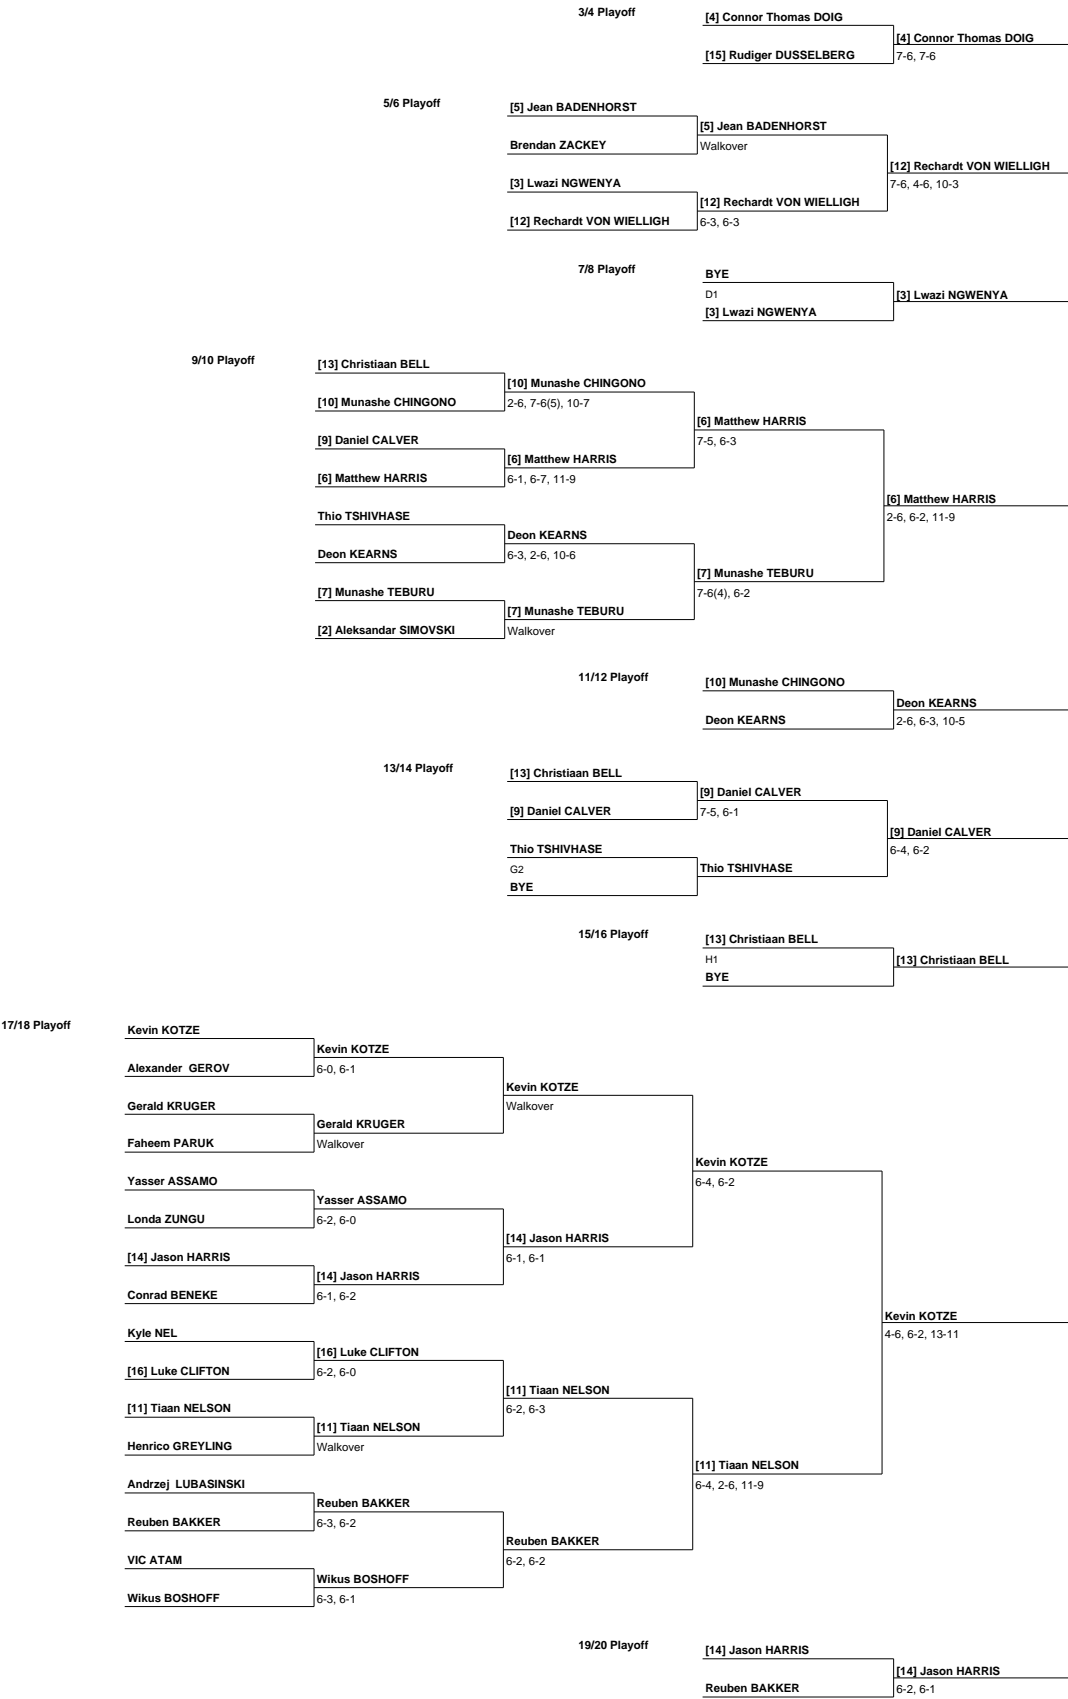 3/4 Playoff
[4] Connor Thomas DOIG
[4] Connor Thomas DOIG
[15] Rudiger DUSSELBERG
7-6, 7-6
5/6 Playoff
[5] Jean BADENHORST
[5] Jean BADENHORST
Brendan ZACKEY
Walkover
[12] Rechardt VON WIELLIGH
7-6, 4-6, 10-3
[3] Lwazi NGWENYA
[12] Rechardt VON WIELLIGH
[12] Rechardt VON WIELLIGH
6-3, 6-3
7/8 Playoff
BYE
D1
[3] Lwazi NGWENYA
[3] Lwazi NGWENYA
9/10 Playoff
[13] Christiaan BELL
[10] Munashe CHINGONO
[10] Munashe CHINGONO
2-6, 7-6(5), 10-7
[6] Matthew HARRIS
7-5, 6-3
[9] Daniel CALVER
[6] Matthew HARRIS
[6] Matthew HARRIS
6-1, 6-7, 11-9
[6] Matthew HARRIS
2-6, 6-2, 11-9
Thio TSHIVHASE
Deon KEARNS
Deon KEARNS
6-3, 2-6, 10-6
[7] Munashe TEBURU
7-6(4), 6-2
[7] Munashe TEBURU
[7] Munashe TEBURU
[2] Aleksandar SIMOVSKI
Walkover
11/12 Playoff
[10] Munashe CHINGONO
Deon KEARNS
Deon KEARNS
2-6, 6-3, 10-5
13/14 Playoff
[13] Christiaan BELL
[9] Daniel CALVER
[9] Daniel CALVER
7-5, 6-1
[9] Daniel CALVER
6-4, 6-2
Thio TSHIVHASE
G2
Thio TSHIVHASE
BYE
15/16 Playoff
[13] Christiaan BELL
H1
[13] Christiaan BELL
BYE
17/18 Playoff
Kevin KOTZE
Kevin KOTZE
Alexander GEROV
6-0, 6-1
Kevin KOTZE
Walkover
Gerald KRUGER
Gerald KRUGER
Faheem PARUK
Walkover
Kevin KOTZE
6-4, 6-2
Yasser ASSAMO
Yasser ASSAMO
Londa ZUNGU
6-2, 6-0
[14] Jason HARRIS
6-1, 6-1
[14] Jason HARRIS
[14] Jason HARRIS
Conrad BENEKE
6-1, 6-2
Kevin KOTZE
4-6, 6-2, 13-11
Kyle NEL
[16] Luke CLIFTON
[16] Luke CLIFTON
6-2, 6-0
[11] Tiaan NELSON
6-2, 6-3
[11] Tiaan NELSON
[11] Tiaan NELSON
Henrico GREYLING
Walkover
[11] Tiaan NELSON
6-4, 2-6, 11-9
Andrzej LUBASINSKI
Reuben BAKKER
Reuben BAKKER
6-3, 6-2
Reuben BAKKER
6-2, 6-2
VIC ATAM
Wikus BOSHOFF
Wikus BOSHOFF
6-3, 6-1
19/20 Playoff
[14] Jason HARRIS
[14] Jason HARRIS
Reuben BAKKER
6-2, 6-1